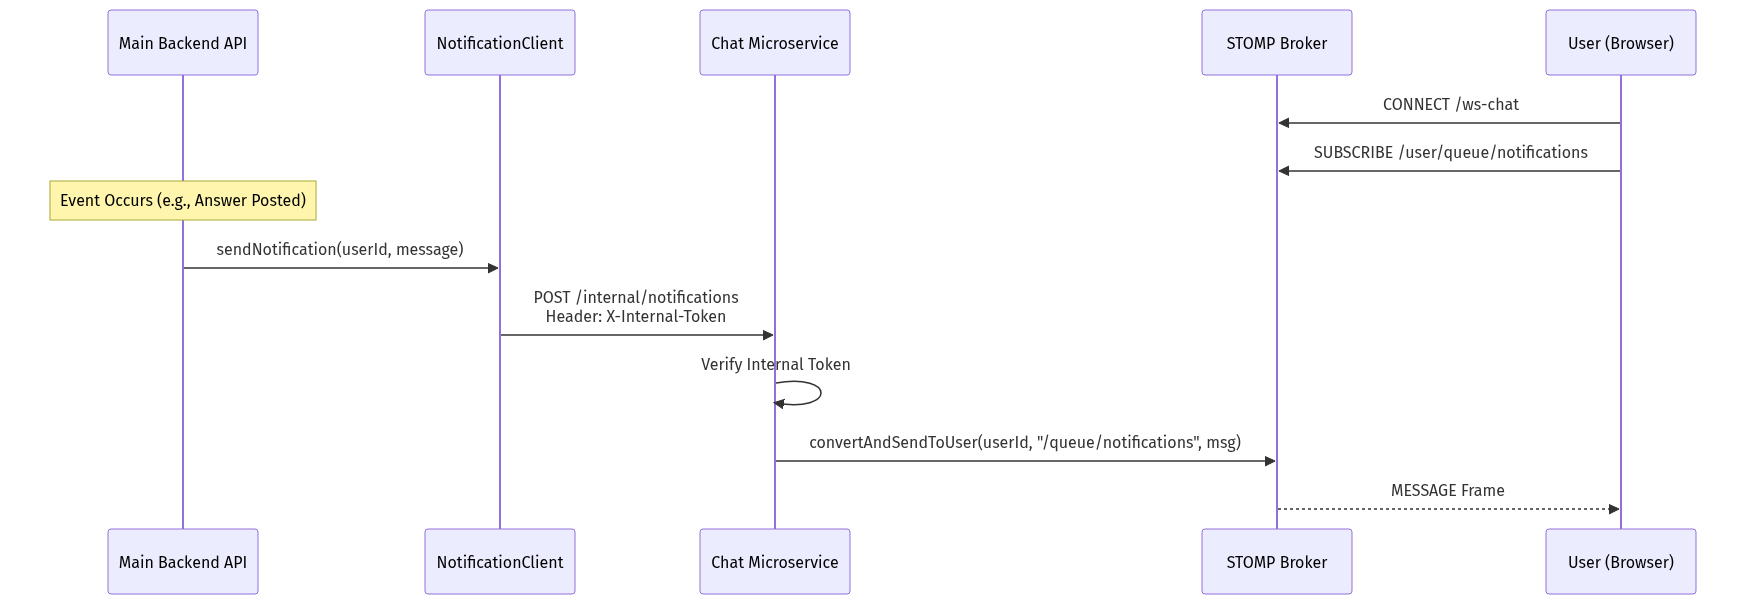 Main Backend API
NotificationClient
Chat Microservice
STOMP Broker
User (Browser)
CONNECT /ws-chat
SUBSCRIBE /user/queue/notifications
Event Occurs (e.g., Answer Posted)
sendNotification(userId, message)
POST /internal/notifications
Header: X-Internal-Token
Verify Internal Token
convertAndSendToUser(userId, "/queue/notifications", msg)
MESSAGE Frame
Main Backend API
NotificationClient
Chat Microservice
STOMP Broker
User (Browser)